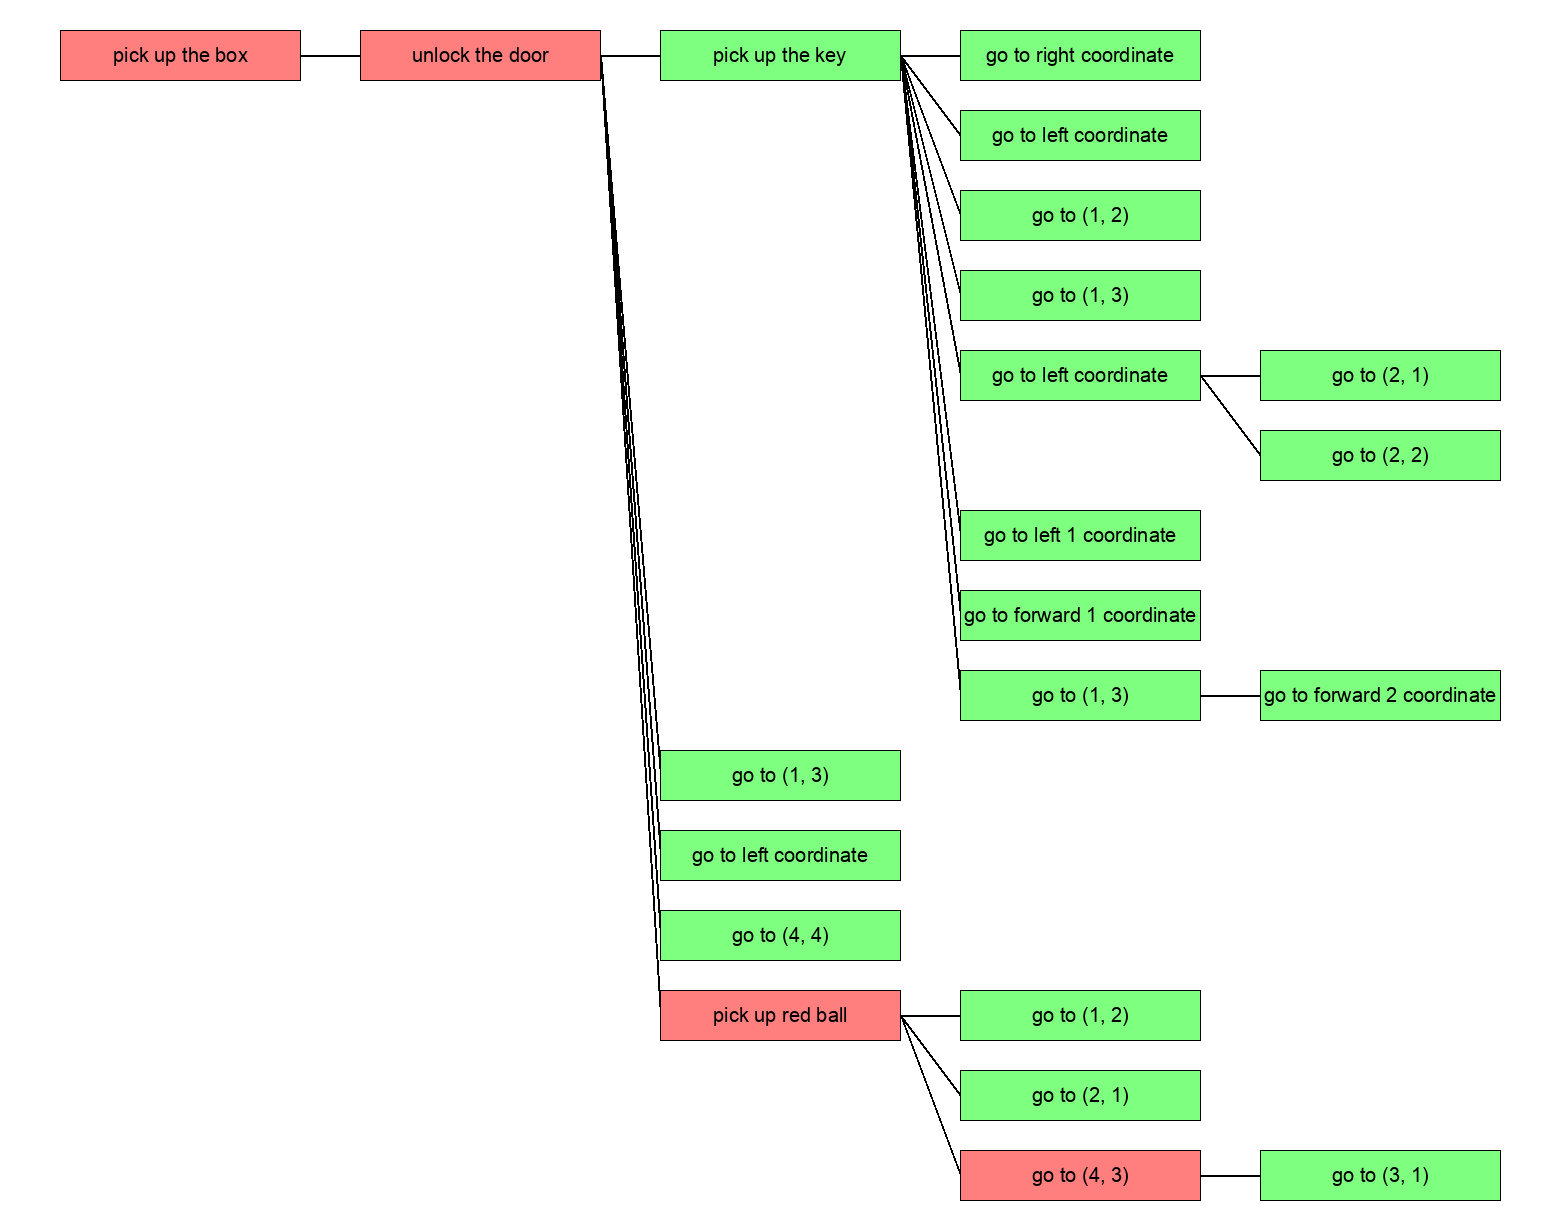 pick up the box
unlock the door
pick up the key
go to right coordinate
go to left coordinate
go to (1, 2)
go to (1, 3)
go to left coordinate
go to (2, 1)
go to (2, 2)
go to left 1 coordinate
go to forward 1 coordinate
go to (1, 3)
go to forward 2 coordinate
go to (1, 3)
go to left coordinate
go to (4, 4)
pick up red ball
go to (1, 2)
go to (2, 1)
go to (4, 3)
go to (3, 1)